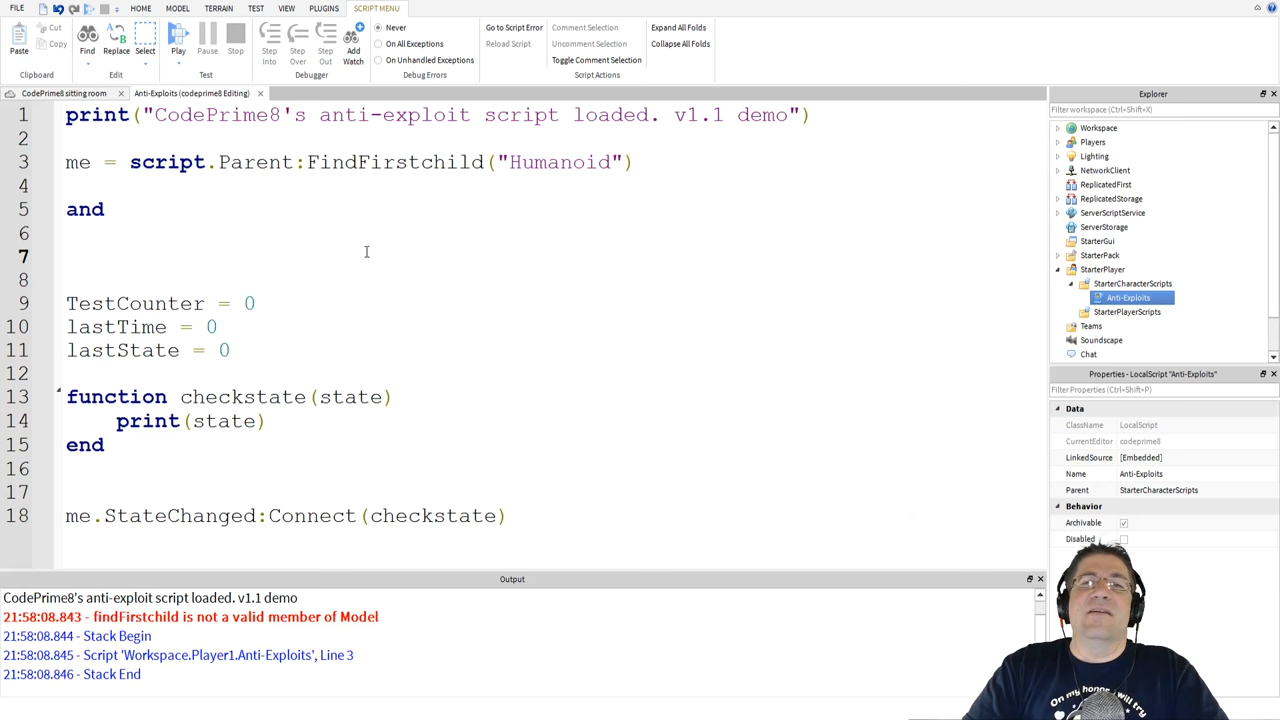 FILE HOME MODEL TERRAIN TEST VIEW PLUGINS SCRIPT MENU
Paste Cut Copy Find Replace Select Play Pause Stop Step Into Step Over Step Out Add Watch
Never
On All Exceptions
On Unhandled Exceptions
Go to Script Error
Reload Script
Comment Selection
Uncomment Selection
Toggle Comment Selection
Expand All Folds
Collapse All Folds
Clipboard Edit Test Debugger Debug Errors Script Actions
CodePrime8 sitting room Anti-Exploits (codeprime8 Editing)
1 print("CodePrime8's anti-exploit script loaded. v1.1 demo")
2
3 me = script.Parent:FindFirstchild("Humanoid")
4
5 and
6
7
8
9 TestCounter = 0
10 lastTime = 0
11 lastState = 0
12
13 function checkstate(state)
14 print(state)
15 end
16
17
18 me.StateChanged:Connect(checkstate)
Output
CodePrime8's anti-exploit script loaded. v1.1 demo
21:58:08.843 - findFirstchild is not a valid member of Model
21:58:08.844 - Stack Begin
21:58:08.845 - Script 'Workspace.Player1.Anti-Exploits', Line 3
21:58:08.846 - Stack End
Explorer
Filter workspace (Ctrl+Shift+X)
Workspace
Players
Lighting
NetworkClient
ReplicatedFirst
ReplicatedStorage
ServerScriptService
ServerStorage
StarterGui
StarterPack
StarterPlayer
StarterCharacterScripts
Anti-Exploits
StarterPlayerScripts
Teams
Soundscape
Chat
Properties - LocalScript "Anti-Exploits"
Filter Properties (Ctrl+Shift+P)
Data
ClassName LocalScript
CurrentEditor codeprime8
LinkedSource [Embedded]
Name Anti-Exploits
Parent StarterCharacterScripts
Behavior
Archivable
Disabled
On my honor, I will try